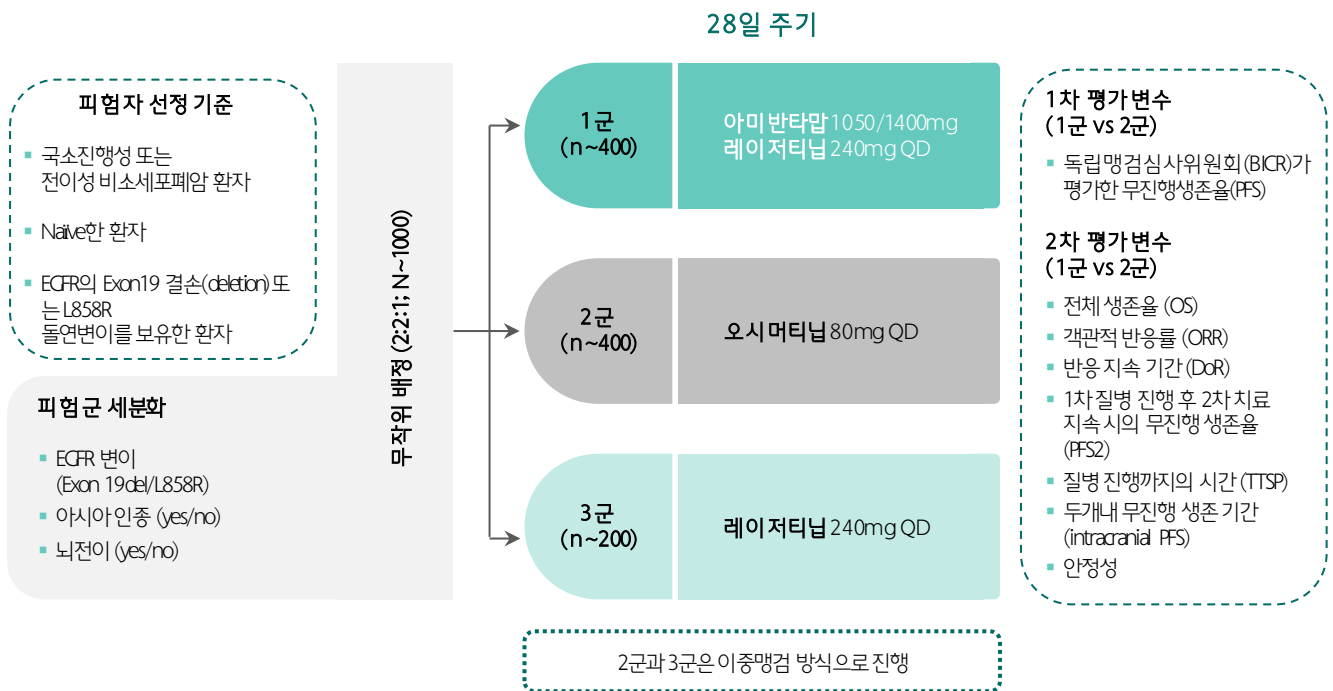 28일 주기
피험자 선정 기준
▪ 국소진행성 또는
전이성 비소세포폐암 환자
▪ Naïve한 환자
▪ EGFR의 Exon19 결손(deletion) 또
는 L858R
돌연변이를 보유한 환자
피험군 세분화
▪ EGFR 변이
(Exon 19del/L858R)
▪ 아시아 인종 (yes/no)
▪ 뇌전이 (yes/no)
무작위 배정 (2:2:1; N~1000)
1군
(n~400)
아미반타맙 1050/1400mg
레이저티닙 240mg QD
2군
(n~400)
오시머티닙 80mg QD
3군
(n~200)
레이저티닙 240mg QD
2군과 3군은 이중맹검 방식으로 진행
1차 평가변수
(1군 vs 2군)
▪ 독립맹검심사위원회(BICR)가
평가한 무진행생존율(PFS)
2차 평가변수
(1군 vs 2군)
▪ 전체 생존율 (OS)
▪ 객관적 반응률 (ORR)
▪ 반응 지속 기간 (DoR)
▪ 1차 질병 진행 후 2차 치료
지속 시의 무진행 생존율
(PFS2)
▪ 질병 진행까지의 시간 (TTSP)
▪ 두개내 무진행 생존 기간
(intracranial PFS)
▪ 안정성